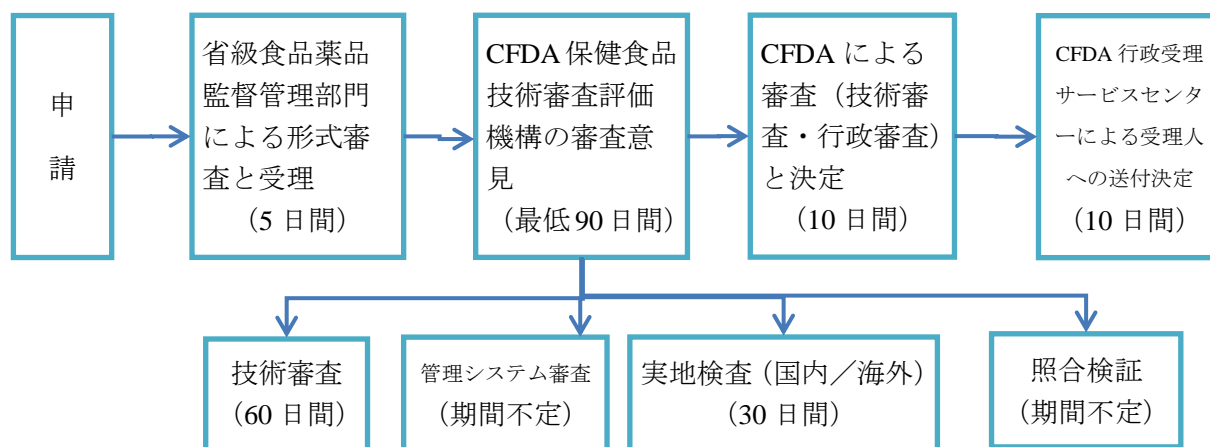 申
請
省級食品薬品
監督管理部門
による形式審
査と受理
（5 日間）
CFDA 保健食品
技術審査評価
機構の審査意
見
（最低 90 日間）
CFDA による
審査（技術審
査・行政審査）
と決定
（10 日間）
CFDA 行政受理
サービスセンタ
ーによる受理人
への送付決定
（10 日間）
技術審査
（60 日間）
管理システム審査
（期間不定）
実地検査（国内／海外）
（30 日間）
照合検証
（期間不定）